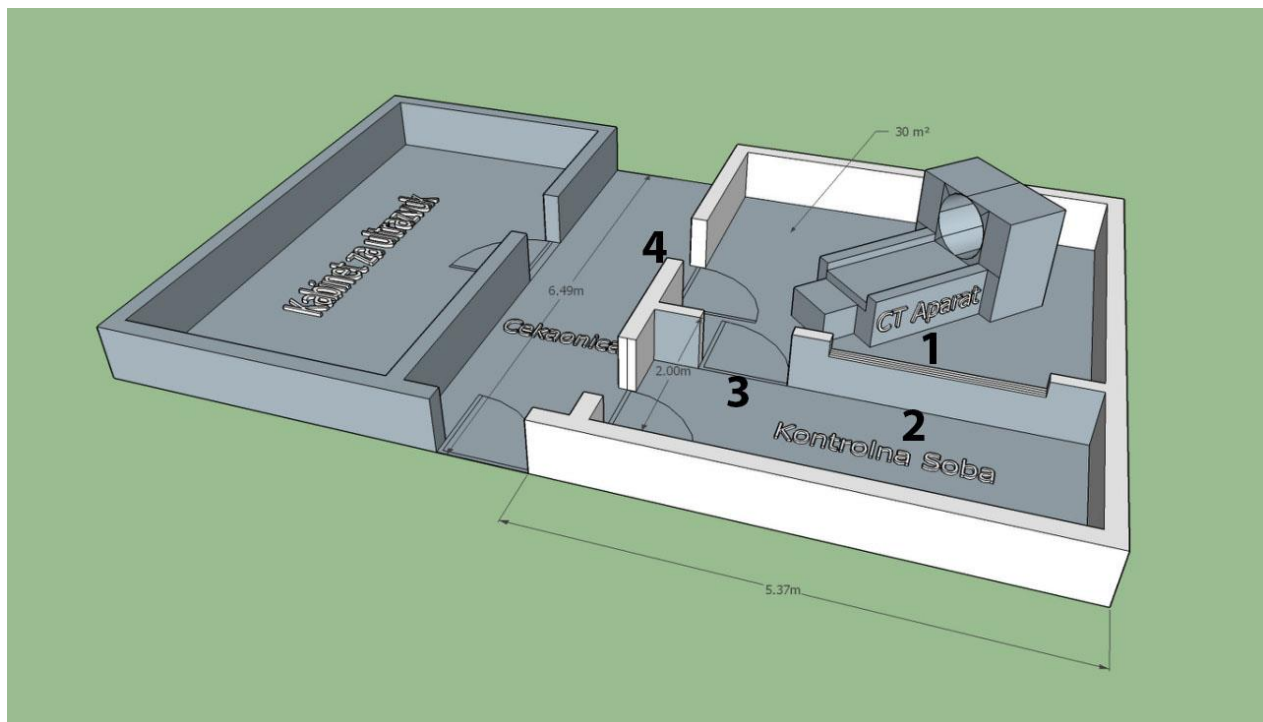 30 m²
Kabinet za ultrazvuk
4
6.49m
CT Aparat
Cekaonica
1
2.00m
3
2
Kontrolna Soba
5.37m